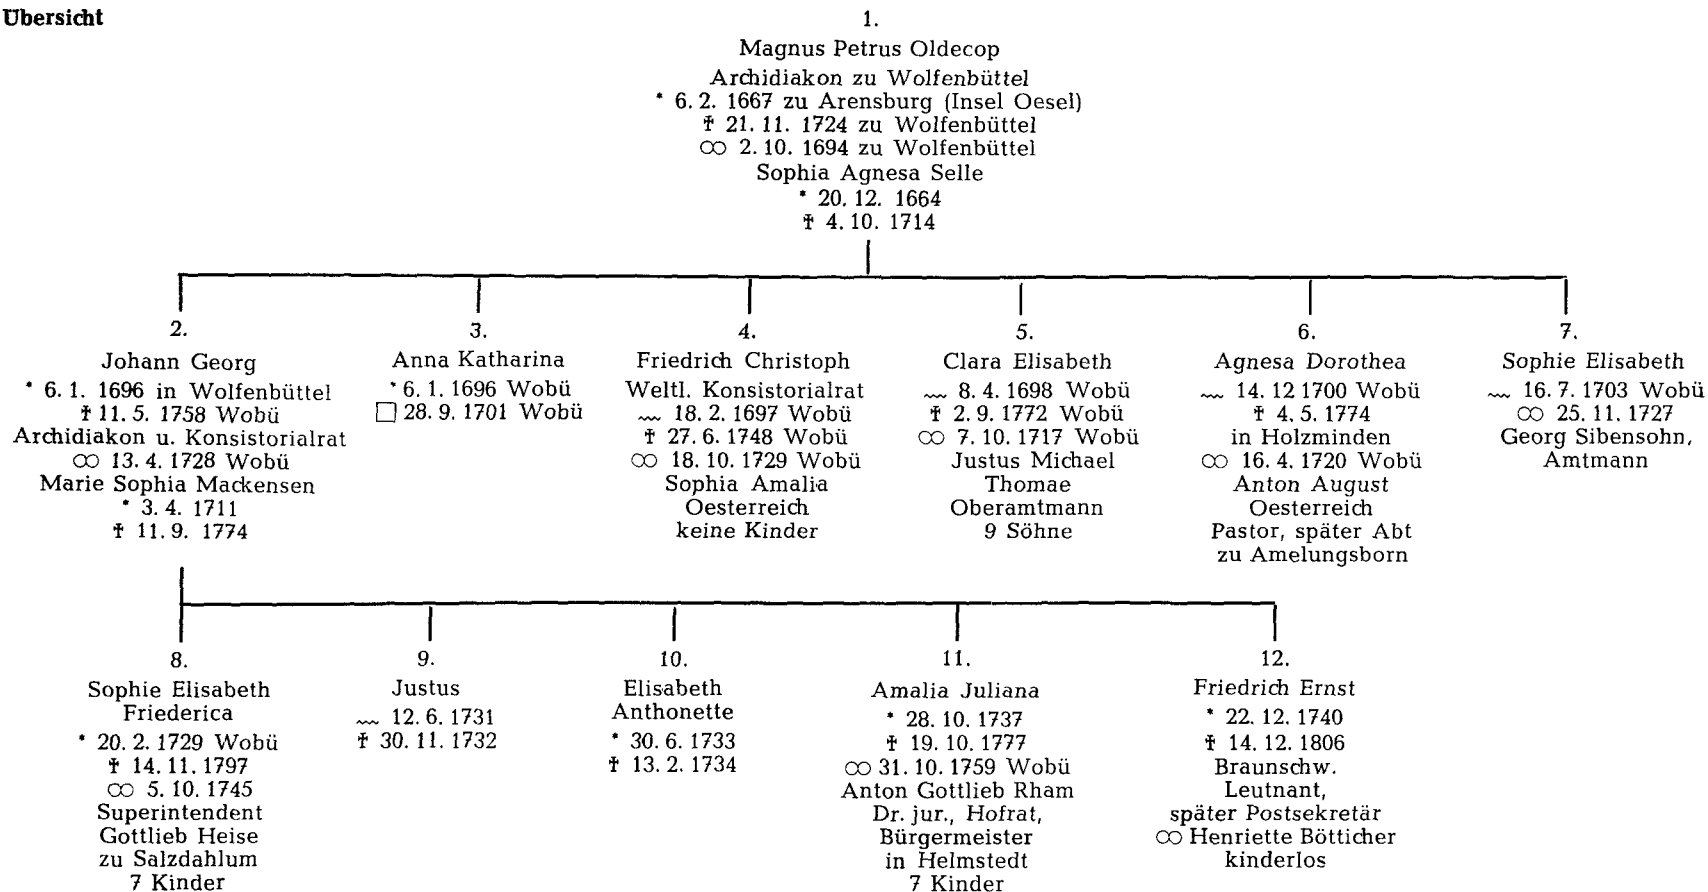 Übersicht
1.
Magnus Petrus Oldecop
Archidiakon zu Wolfenbüttel
* 6. 2. 1667 zu Arensburg (Insel Oesel)
✝ 21. 11. 1724 zu Wolfenbüttel
∞ 2. 10. 1694 zu Wolfenbüttel
Sophia Agnesa Selle
* 20. 12. 1664
✝ 4. 10. 1714
2.
Johann Georg
* 6. 1. 1696 in Wolfenbüttel
✝ 11. 5. 1758 Wobü
Archidiakon u. Konsistorialrat
∞ 13. 4. 1728 Wobü
Marie Sophia Mackensen
* 3. 4. 1711
✝ 11. 9. 1774
3.
Anna Katharina
* 6. 1. 1696 Wobü
□ 28. 9. 1701 Wobü
4.
Friedrich Christoph
Weltl. Konsistorialrat
﹏ 18. 2. 1697 Wobü
✝ 27. 6. 1748 Wobü
∞ 18. 10. 1729 Wobü
Sophia Amalia
Oesterreich
keine Kinder
5.
Clara Elisabeth
﹏ 8. 4. 1698 Wobü
✝ 2. 9. 1772 Wobü
∞ 7. 10. 1717 Wobü
Justus Michael
Thomae
Oberamtmann
9 Söhne
6.
Agnesa Dorothea
﹏ 14. 12 1700 Wobü
✝ 4. 5. 1774
in Holzminden
∞ 16. 4. 1720 Wobü
Anton August
Oesterreich
Pastor, später Abt
zu Amelungsborn
7.
Sophie Elisabeth
﹏ 16. 7. 1703 Wobü
∞ 25. 11. 1727
Georg Sibensohn,
Amtmann
8.
Sophie Elisabeth
Friederica
* 20. 2. 1729 Wobü
✝ 14. 11. 1797
∞ 5. 10. 1745
Superintendent
Gottlieb Heise
zu Salzdahlum
7 Kinder
9.
Justus
﹏ 12. 6. 1731
✝ 30. 11. 1732
10.
Elisabeth
Anthonette
* 30. 6. 1733
✝ 13. 2. 1734
11.
Amalia Juliana
* 28. 10. 1737
✝ 19. 10. 1777
∞ 31. 10. 1759 Wobü
Anton Gottlieb Rham
Dr. jur., Hofrat,
Bürgermeister
in Helmstedt
7 Kinder
12.
Friedrich Ernst
* 22. 12. 1740
✝ 14. 12. 1806
Braunschw.
Leutnant,
später Postsekretär
∞ Henriette Bötticher
kinderlos